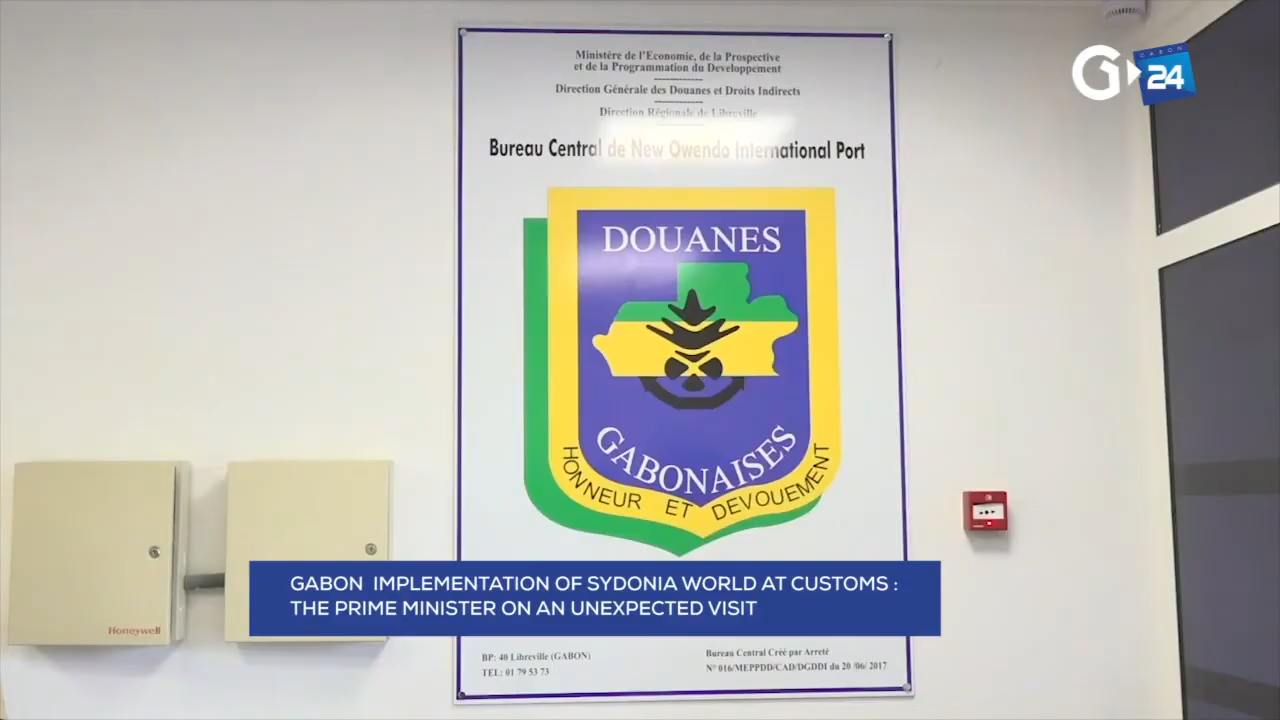 Ministère de l'Economic, de la Prospective
et de la Programmation du Developpement
Direction Générale des Douanes et Droits Indirects
Direction Régionale de Libreville
Bureau Central de New Owendo International Port
GABON
24
DOUANES
GABONAISES
HONNEUR ET DEVOUEMENT
Honeywell
GABON IMPLEMENTATION OF SYDONIA WORLD AT CUSTOMS :
THE PRIME MINISTER ON AN UNEXPECTED VISIT
BP: 40 Libreville (GABON)
TEL: 01 79 53 73
Bureau Central Créé par Arreté
N° 016/MEPPDD/CAD/DGDDI du 20 /06/ 2017